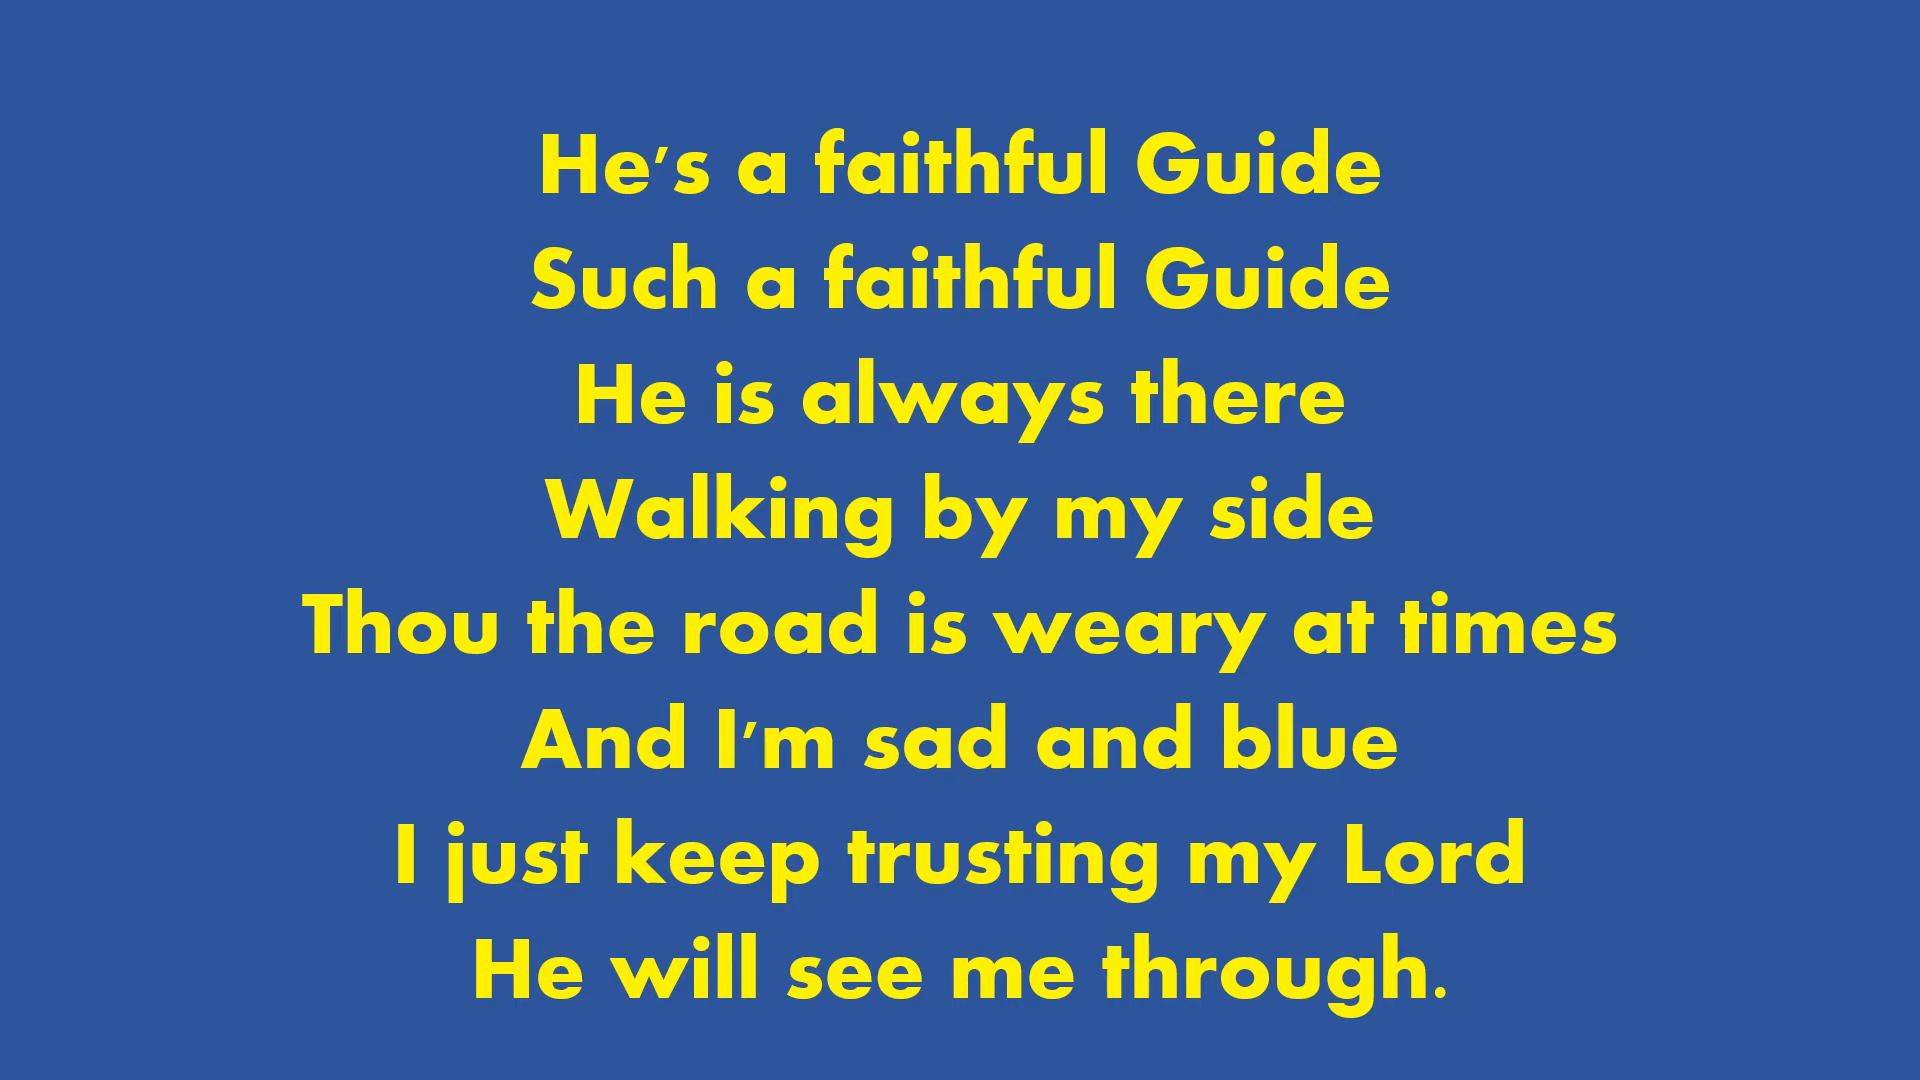 He's a faithful Guide
Such a faithful Guide
He is always there
Walking by my side
Thou the road is weary at times
And I'm sad and blue
I just keep trusting my Lord
He will see me through.